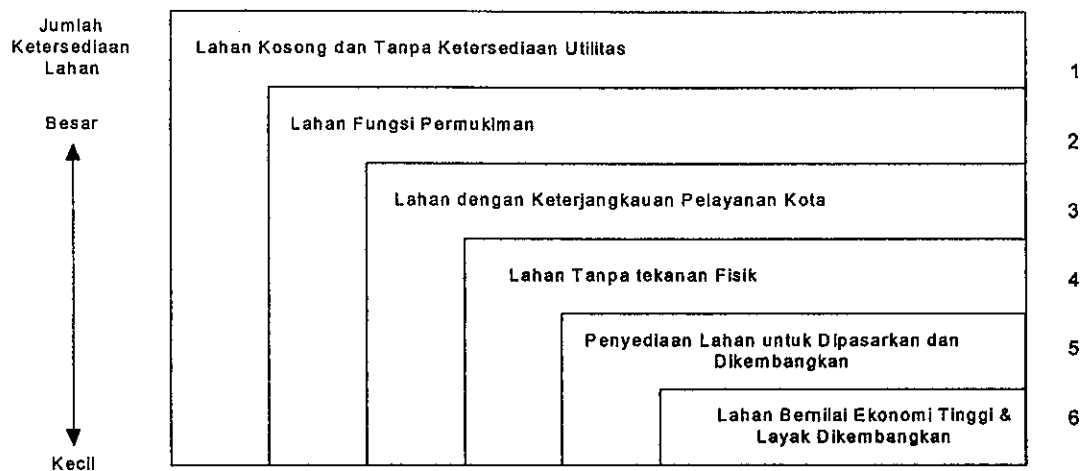 Jumlah
Ketersediaan
Lahan
Lahan Kosong dan Tanpa Ketersediaan Utilitas
1
Besar
Lahan Fungsi Permukiman
2
Lahan dengan Keterjangkauan Pelayanan Kota
3
Lahan Tanpa tekanan Fisik
4
Penyediaan Lahan untuk Dipasarkan dan
Dikembangkan
5
Lahan Bernilai Ekonomi Tinggi &
Layak Dikembangkan
6
Kecil